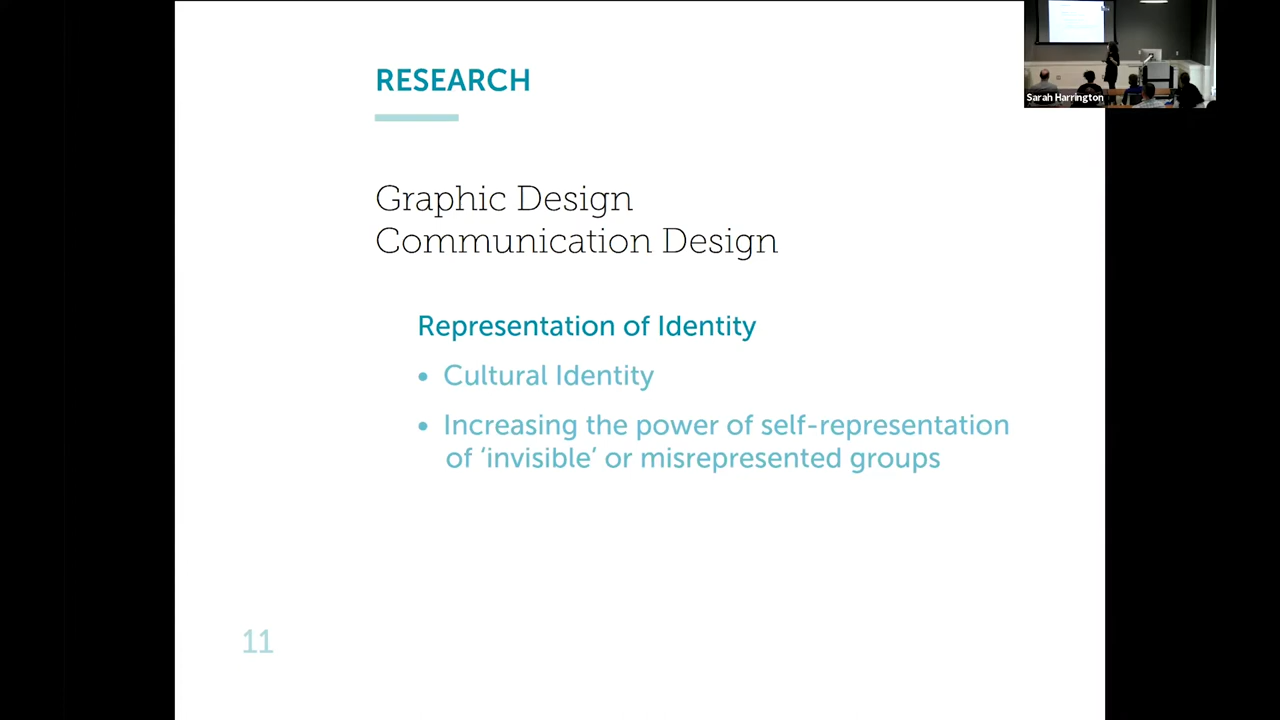 RESEARCH
Sarah Harrington
Graphic Design
Communication Design
Representation of Identity
• Cultural Identity
• Increasing the power of self-representation
of ‘invisible’ or misrepresented groups
11